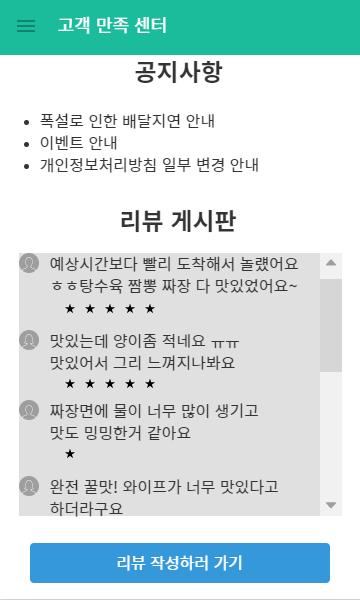 고객 만족 센터
공지사항
폭설로 인한 배달지연 안내
이벤트 안내
개인정보처리방침 일부 변경 안내
리뷰 게시판
예상시간보다 빨리 도착해서 놀랬어요
ㅎㅎ탕수육 짬뽕 짜장 다 맛있었어요~
★ ★ ★ ★ ★
맛있는데 양이좀 적네요 ㅠㅠ
맛있어서 그리 느껴지나봐요
★ ★ ★ ★ ★
짜장면에 물이 너무 많이 생기고
맛도 밍밍한거 같아요
★
완전 꿀맛! 와이프가 너무 맛있다고
하더라구요
리뷰 작성하러 가기